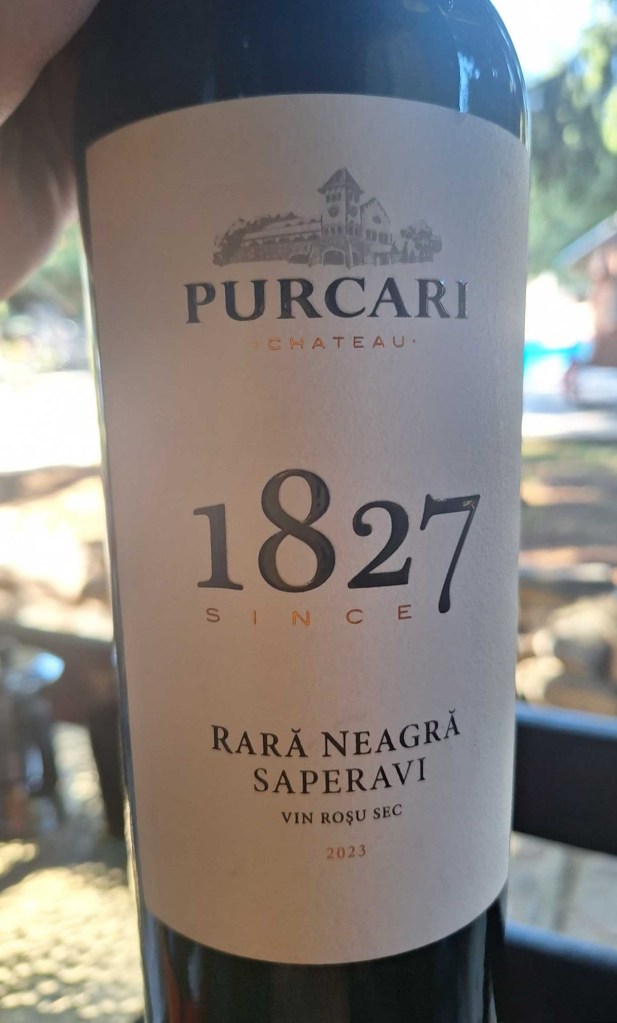 PURCARI
·CHATEAU·
1827
SINCE
RARĂ NEAGRĂ
SAPERAVI
VIN ROȘU SEC
2023